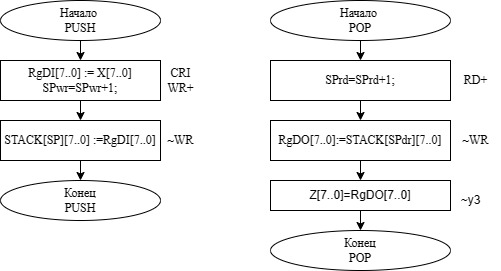 Начало
PUSH
RgDI[7..0] := X[7..0]
SPwr=SPwr+1;
CRI
WR+
STACK[SP][7..0] :=RgDI[7..0]
~WR
Конец
PUSH
Начало
POP
SPrd=SPrd+1;
RD+
RgDO[7..0]:=STACK[SPdr][7..0]
~WR
Z[7..0]=RgDO[7..0]
~y3
Конец
POP